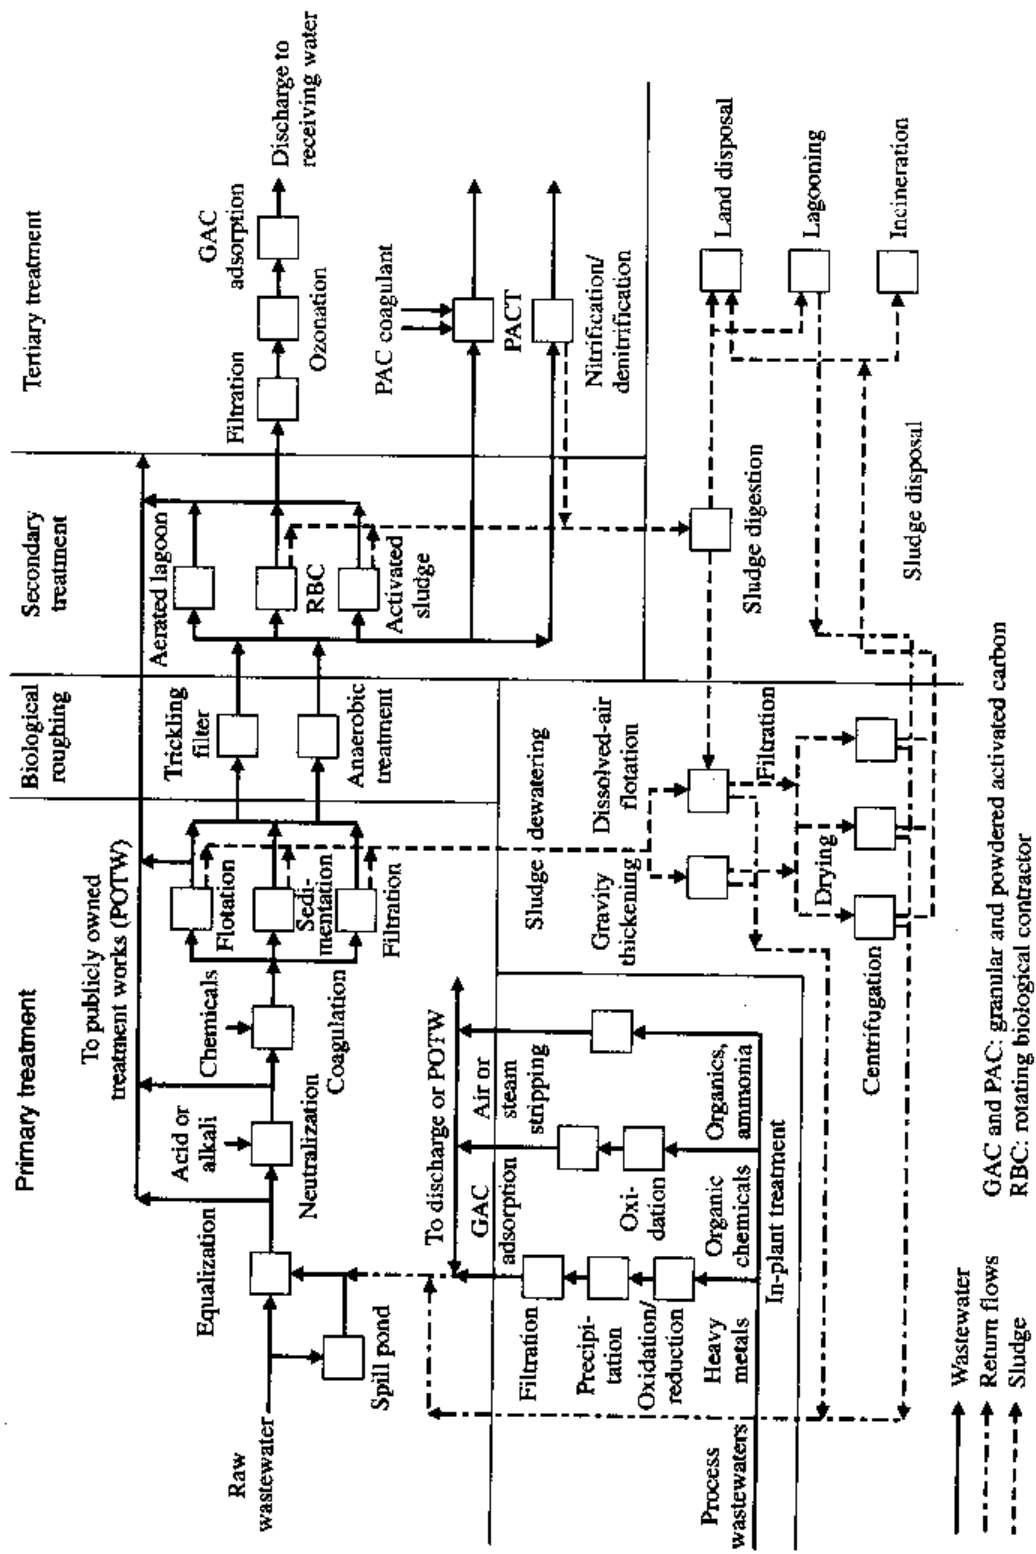 Primary treatment
Biological
roughing
Secondary
treatment
Tertiary treatment
To publicly owned
treatment works (POTW)
Raw
wastewater
Spill pond
Equalization
Acid or
alkali
Neutralization
Chemicals
Coagulation
Flotation
Sedi-
mentation
Filtration
Trickling
filter
Anaerobic
treatment
Aerated lagoon
RBC
Activated
sludge
Filtration
Ozonation
GAC
adsorption
Discharge to
receiving water
PAC coagulant
PACT
Nitrification/
denitrification
To discharge or POTW
GAC
adsorption
Air or
steam
stripping
Filtration
Precipi-
tation
Oxidation/
reduction
Heavy
metals
Oxi-
dation
Organic
chemicals
Organics,
ammonia
Process
wastewaters
In-plant treatment
Sludge dewatering
Gravity
thickening
Dissolved-air
flotation
Centrifugation
Drying
Filtration
Sludge digestion
Sludge disposal
Land disposal
Lagooning
Incineration
Wastewater
Return flows
Sludge
GAC and PAC: granular and powdered activated carbon
RBC: rotating biological contractor